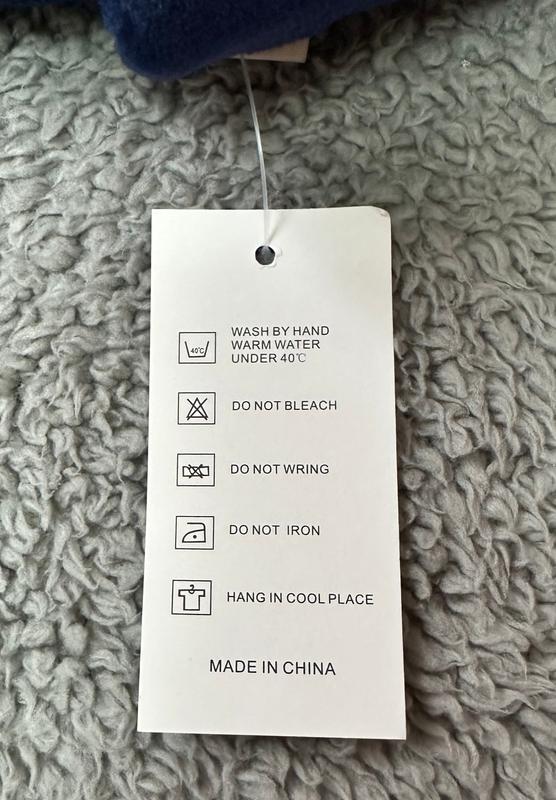 WASH BY HAND
WARM WATER
40℃ UNDER 40℃
DO NOT BLEACH
DO NOT WRING
DO NOT IRON
HANG IN COOL PLACE
MADE IN CHINA